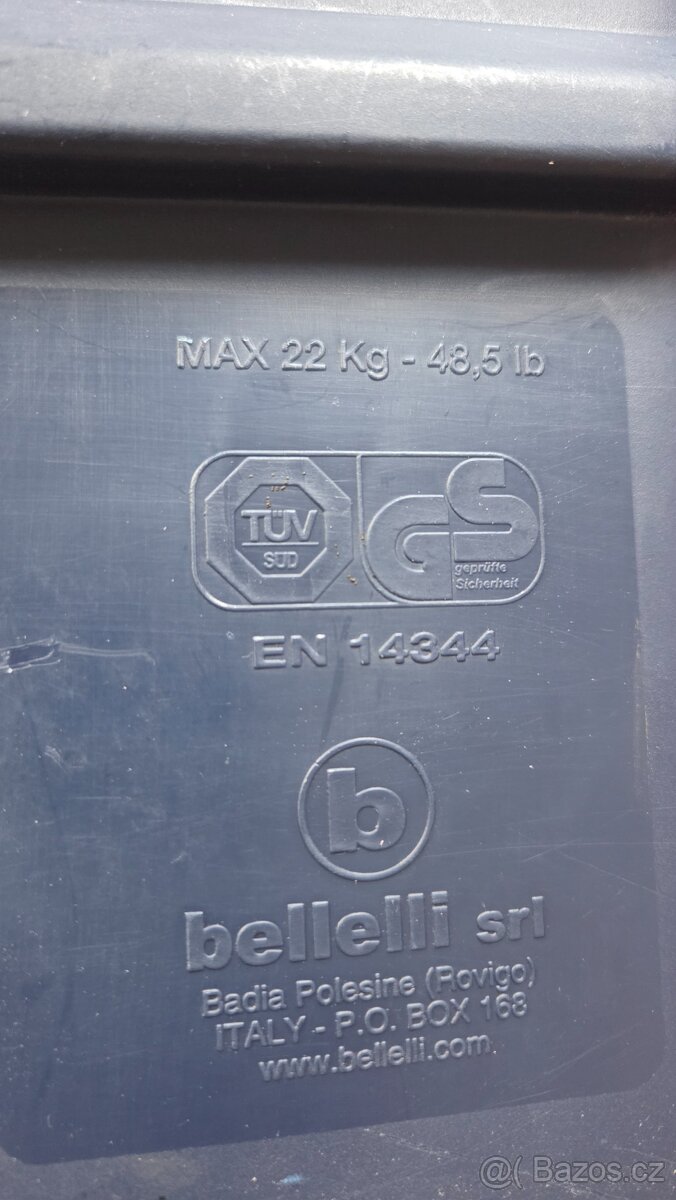 MAX 22 Kg - 48,5 lb
TÜV
SÜD
GS
geprüfte
Sicherheit
EN 14344
b
bellelli srl
Badia Polesine (Rovigo)
ITALY - P.O. BOX 168
www.bellelli.com
@( Bazos.cz